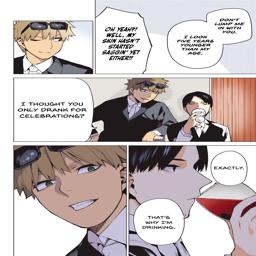 OH YEAH?!
WELL, MY
SKIN HASN'T
STARTED
SAGGIN' YET
EITHER!!
DON'T
LUMP ME
IN WITH
YOU.
I LOOK
FIVE YEARS
YOUNGER
THAN MY
AGE.
I THOUGHT YOU
ONLY DRANK FOR
CELEBRATIONS?
EXACTLY.
THAT'S
WHY I'M
DRINKING.